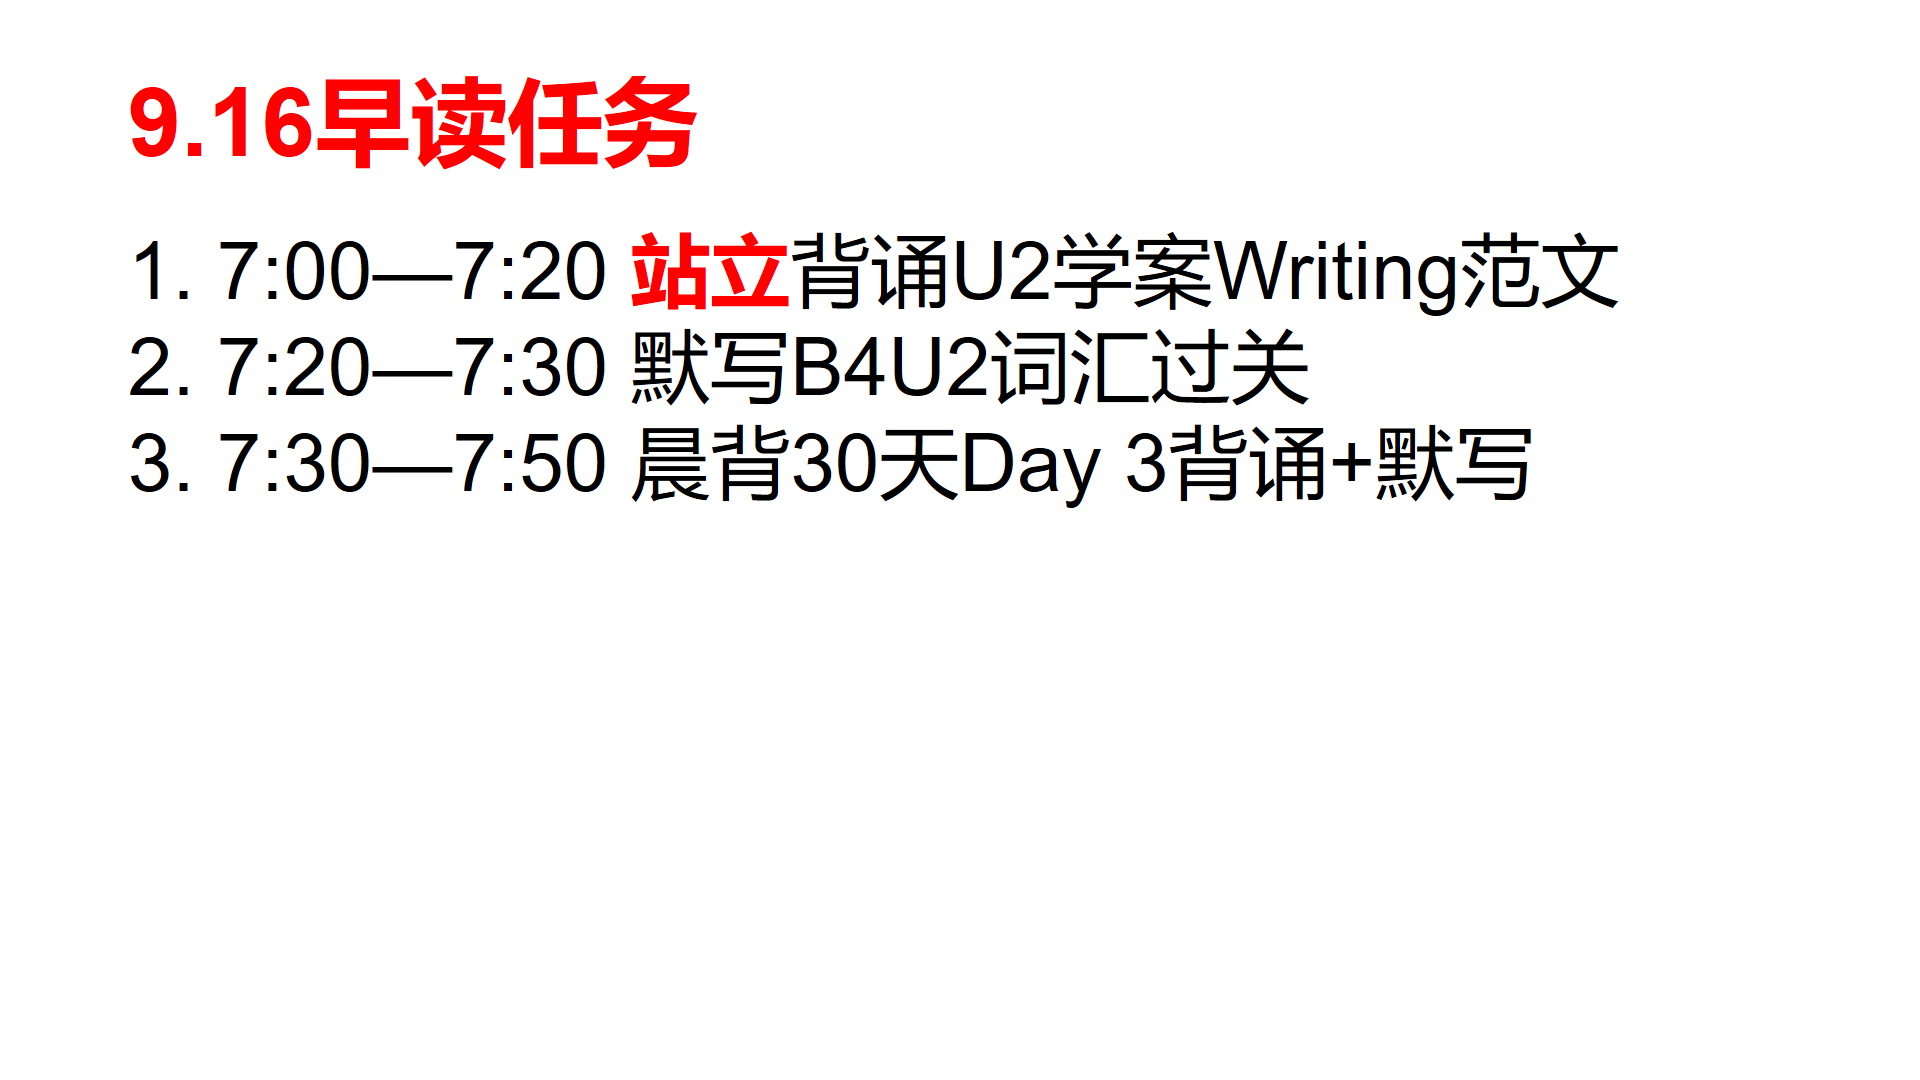 9.16早读任务
1. 7:00—7:20 站立背诵U2学案Writing范文
2. 7:20—7:30 默写B4U2词汇过关
3. 7:30—7:50 晨背30天Day 3背诵+默写